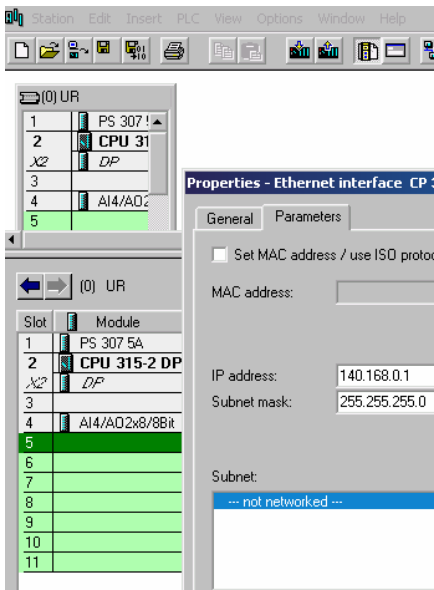 Station Edit Insert PLC View Options Window Help
(0) UR
1 PS 307 5
2 CPU 31
X2 DP
3
4 AI4/AO2
5
Properties - Ethernet interface CP 3
General Parameters
Set MAC address / use ISO protoc
MAC address:
(0) UR
Slot Module
1 PS 307 5A
2 CPU 315-2 DP
X2 DP
IP address: 140.168.0.1
3
Subnet mask: 255.255.255.0
4 AI4/AO2x8/8Bit
5
6
7
Subnet:
8
--- not networked ---
9
10
11